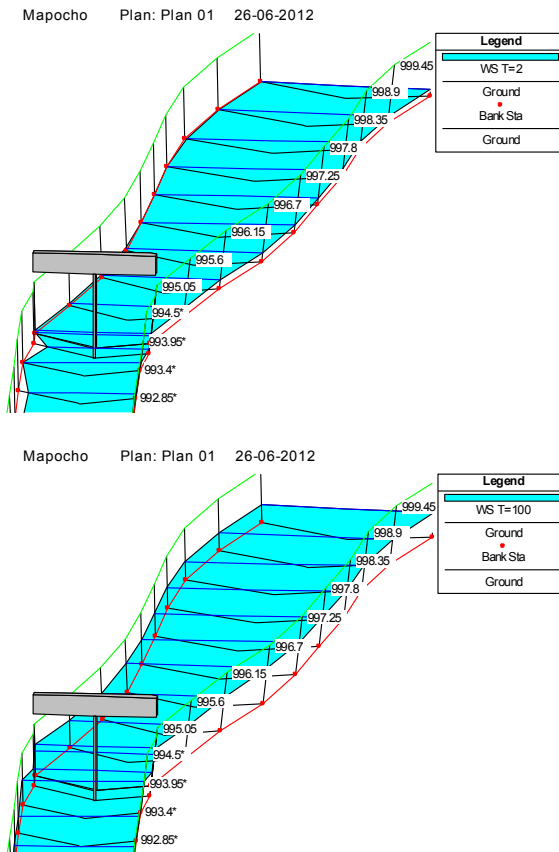 Mapocho Plan: Plan 01 26-06-2012
Legend
WS T=2
Ground
Bank Sta
Ground
999.45
998.9
998.35
997.8
997.25
996.7
996.15
995.6
995.05
994.5*
993.95*
993.4*
992.85*
Mapocho Plan: Plan 01 26-06-2012
Legend
WS T=100
Ground
Bank Sta
Ground
999.45
998.9
998.35
997.8
997.25
996.7
996.15
995.6
995.05
994.5*
993.95*
993.4*
992.85*